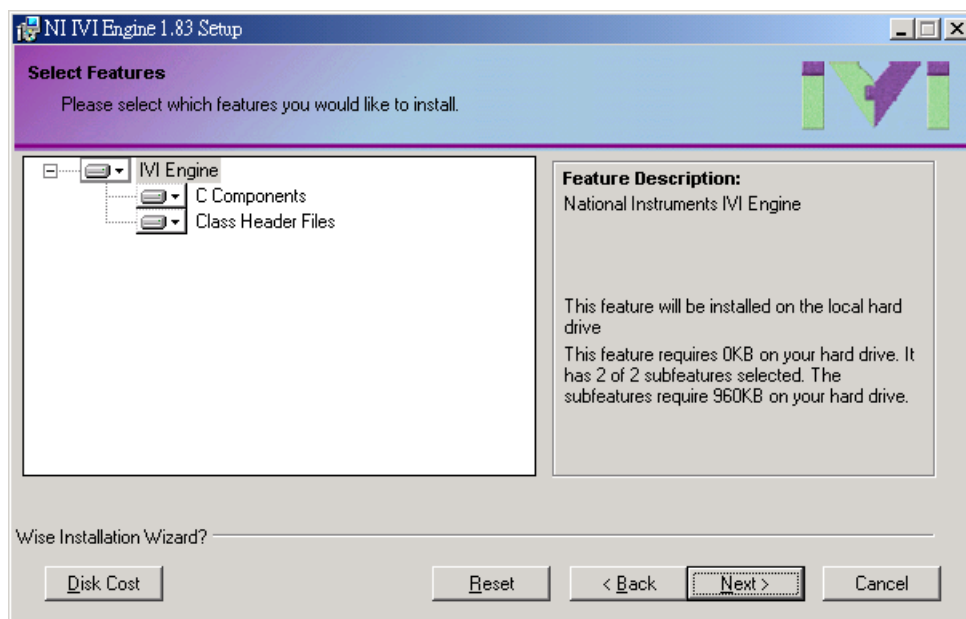 NI IVI Engine 1.83 Setup
Select Features
Please select which features you would like to install.
IVI
IVI Engine
C Components
Class Header Files
Feature Description:
National Instruments IVI Engine
This feature will be installed on the local hard
drive
This feature requires 0KB on your hard drive. It
has 2 of 2 subfeatures selected. The
subfeatures require 960KB on your hard drive.
Wise Installation Wizard?
Disk Cost
Reset
< Back
Next >
Cancel